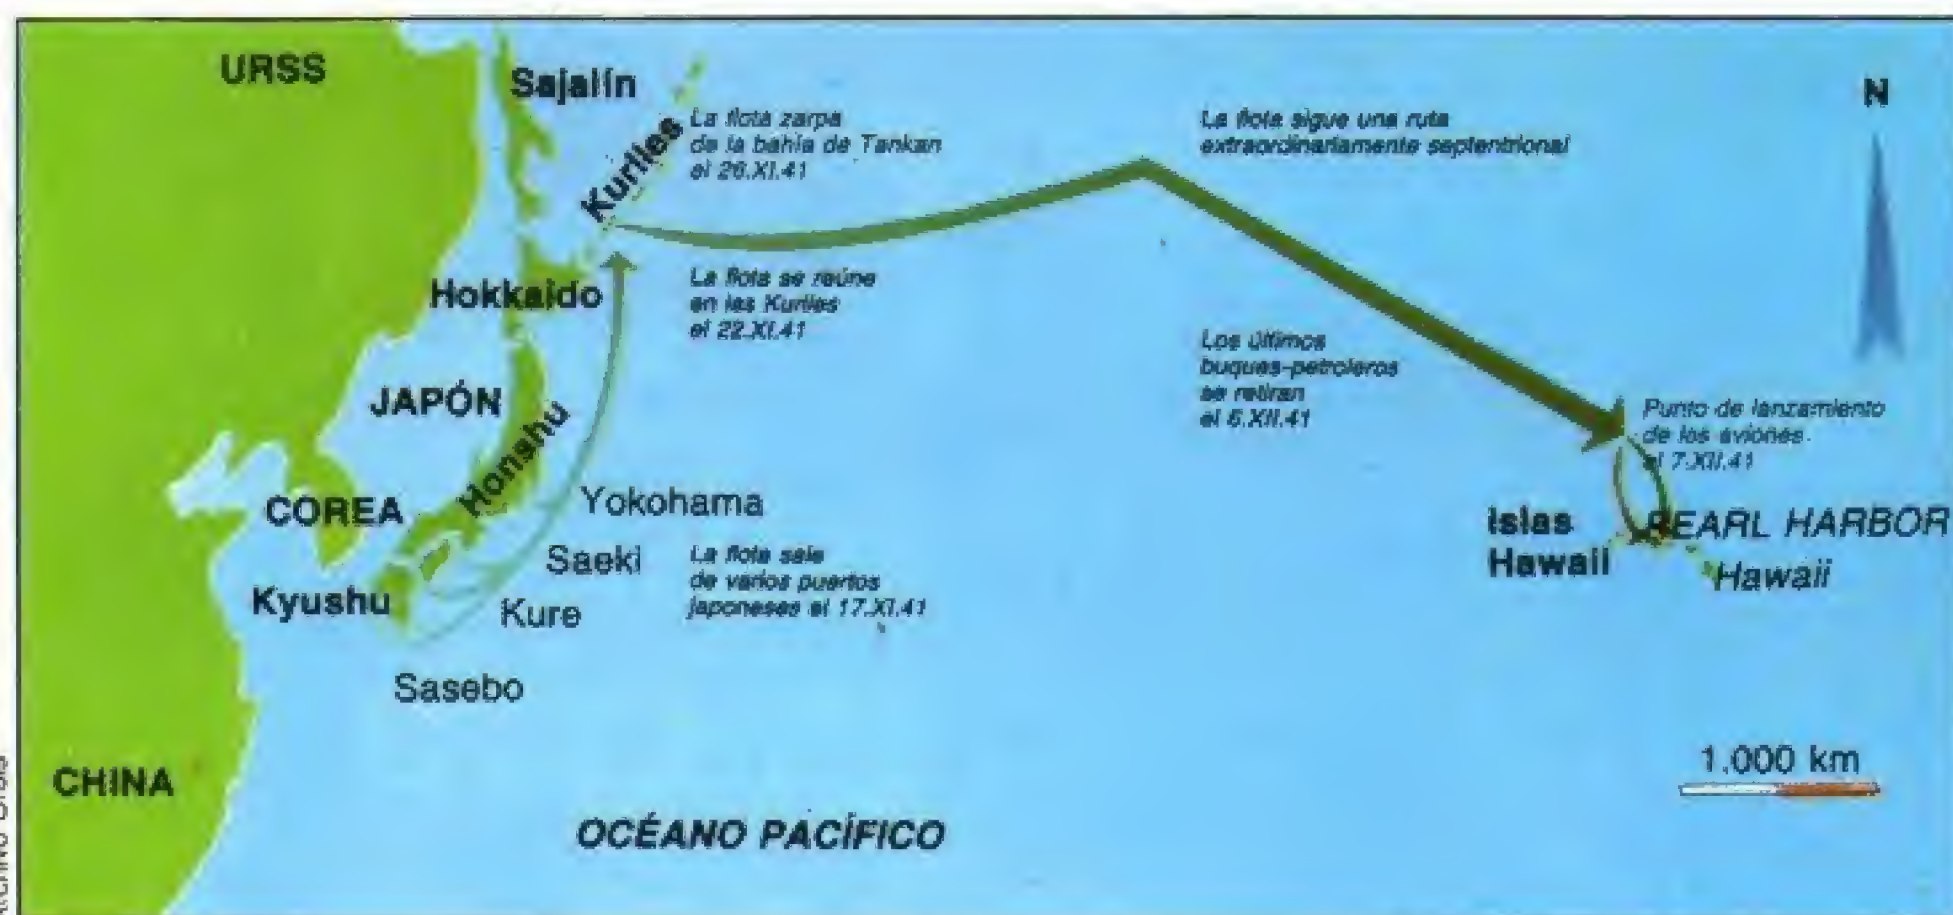 URSS
Sajalín
Kuriles
La flota zarpa
de la bahía de Tankan
el 26.XI.41
La flota sigue una ruta
extraordinariamente septentrional
N
Hokkaido
La flota se reúne
en las Kuriles
el 22.XI.41
JAPÓN
Honshu
Los últimos
buques-petroleros
se retiran
el 6.XII.41
Punto de lanzamiento
de los aviones
el 7.XII.41
COREA
Yokohama
Islas
Hawaii
PEARL HARBOR
Hawaii
Saeki
La flota sale
de varios puertos
japoneses el 17.XI.41
Kyushu
Kure
Sasebo
CHINA
1.000 km
OCÉANO PACÍFICO
Archivo